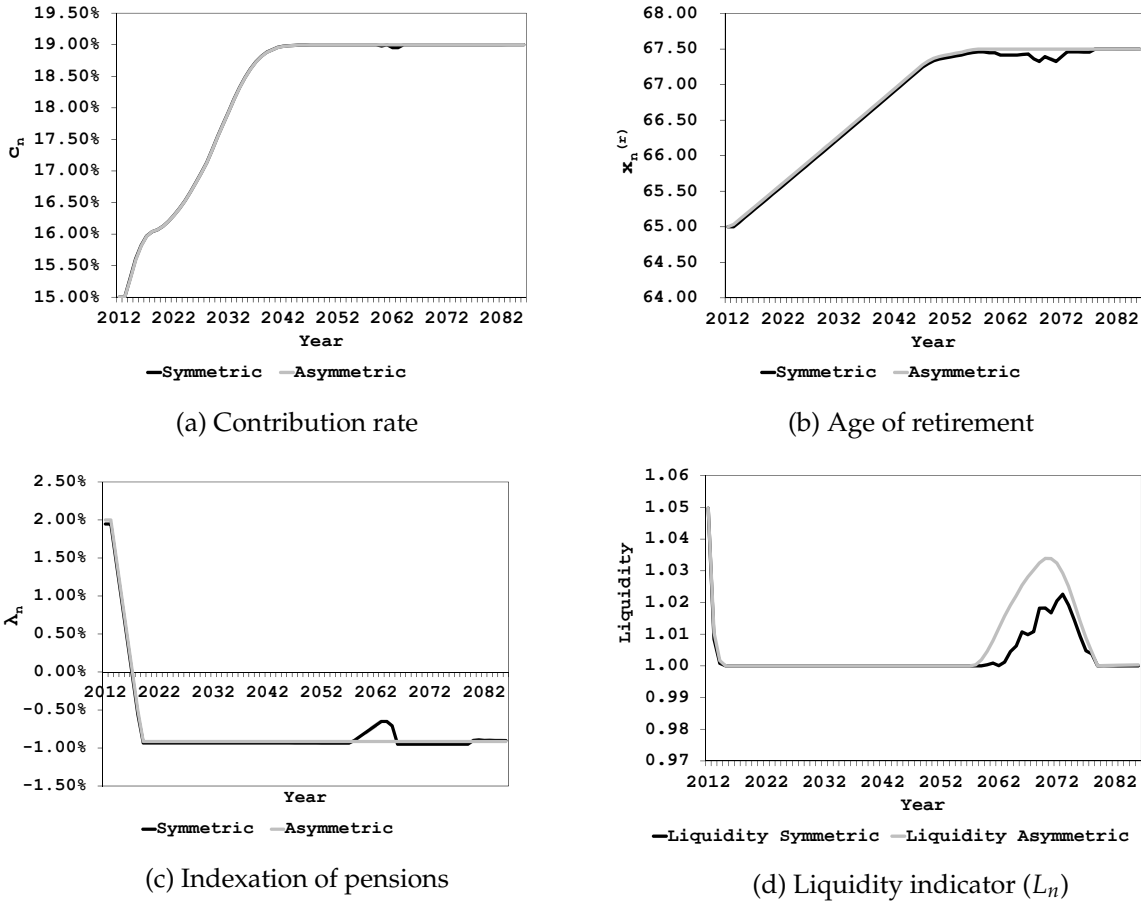 19.50%
19.00%
18.50%
18.00%
17.50%
17.00%
16.50%
16.00%
15.50%
15.00%
c_n
2012 2022 2032 2042 2052 2062 2072 2082
Year
Symmetric Asymmetric
(a) Contribution rate
68.00
67.50
67.00
66.50
66.00
65.50
65.00
64.50
64.00
x_n^(r)
2012 2022 2032 2042 2052 2062 2072 2082
Year
Symmetric Asymmetric
(b) Age of retirement
2.50%
2.00%
1.50%
1.00%
0.50%
0.00%
-0.50%
-1.00%
-1.50%
λ_n
2012 2022 2032 2042 2052 2062 2072 2082
Year
Symmetric Asymmetric
(c) Indexation of pensions
1.06
1.05
1.04
1.03
1.02
1.01
1.00
0.99
0.98
0.97
Liquidity
2012 2022 2032 2042 2052 2062 2072 2082
Year
Liquidity Symmetric Liquidity Asymmetric
(d) Liquidity indicator (L_n)